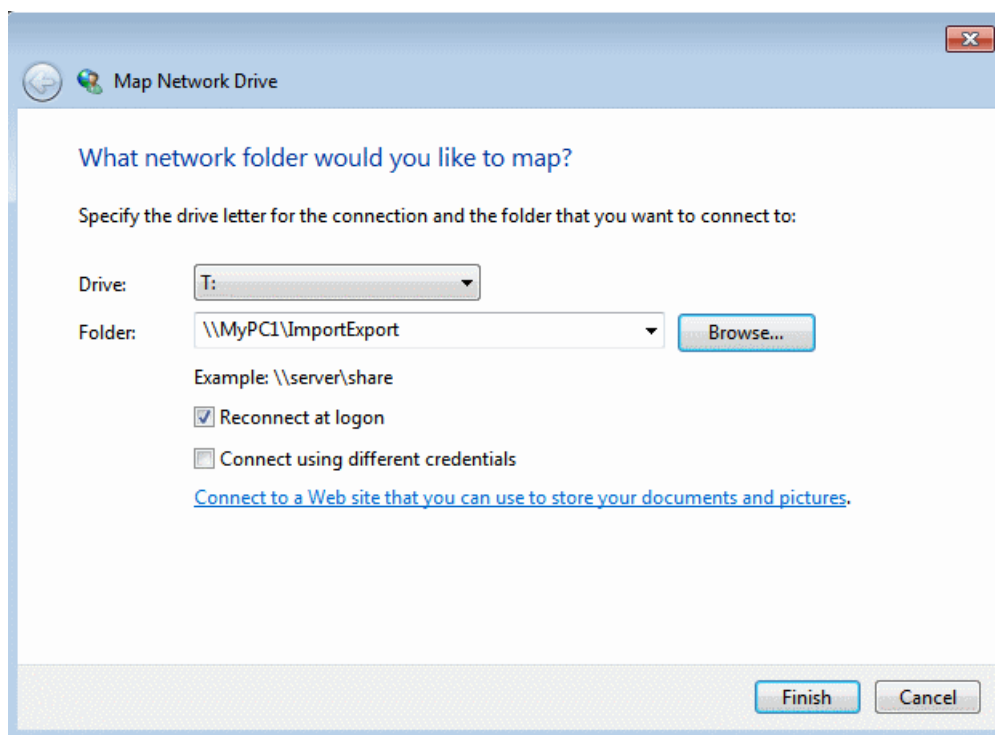 Map Network Drive
What network folder would you like to map?
Specify the drive letter for the connection and the folder that you want to connect to:
Drive: T:
Folder: \\MyPC1\ImportExport Browse...
Example: \\server\share
Reconnect at logon
Connect using different credentials
Connect to a Web site that you can use to store your documents and pictures.
Finish Cancel